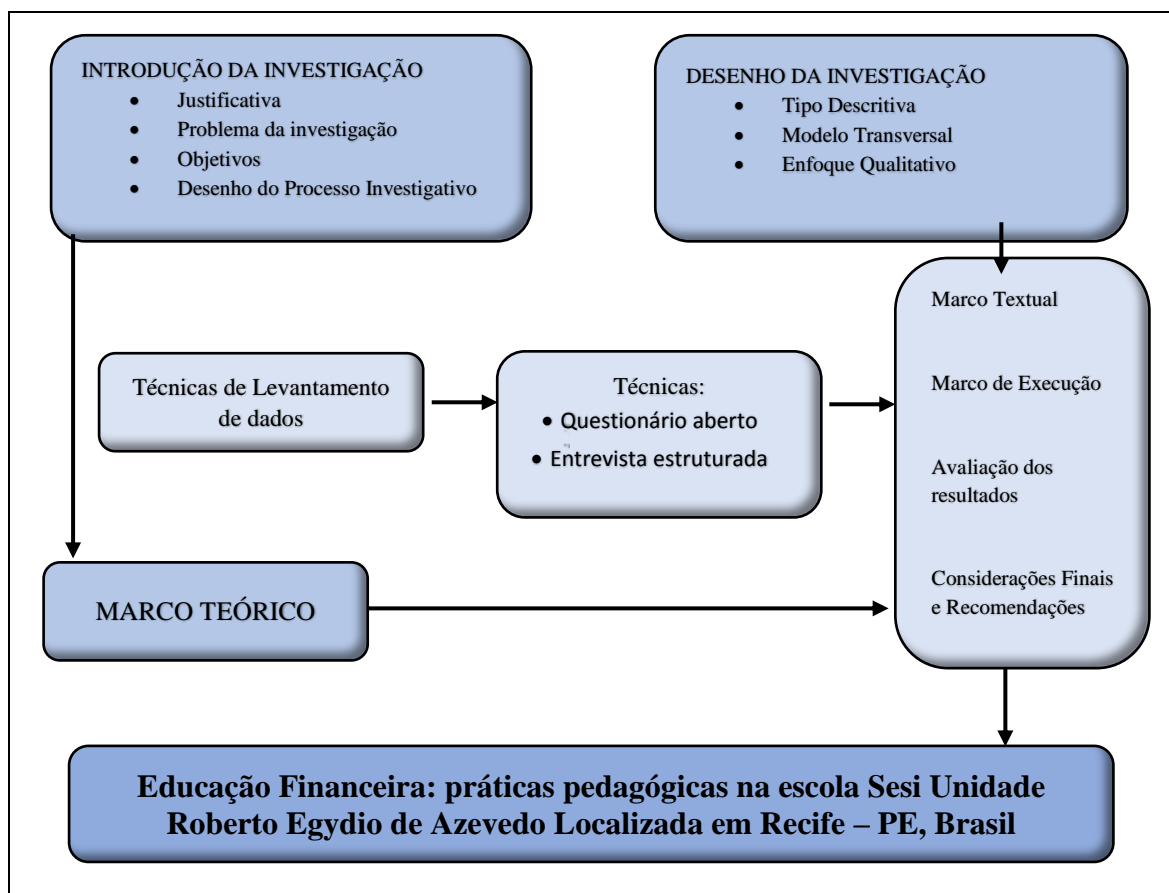 INTRODUÇÃO DA INVESTIGAÇÃO
• Justificativa
• Problema da investigação
• Objetivos
• Desenho do Processo Investigativo
DESENHO DA INVESTIGAÇÃO
• Tipo Descritiva
• Modelo Transversal
• Enfoque Qualitativo
Técnicas de Levantamento
de dados
Técnicas:
• Questionário aberto
• Entrevista estruturada
Marco Textual
Marco de Execução
Avaliação dos
resultados
Considerações Finais
e Recomendações
MARCO TEÓRICO
Educação Financeira: práticas pedagógicas na escola Sesi Unidade
Roberto Egydio de Azevedo Localizada em Recife – PE, Brasil